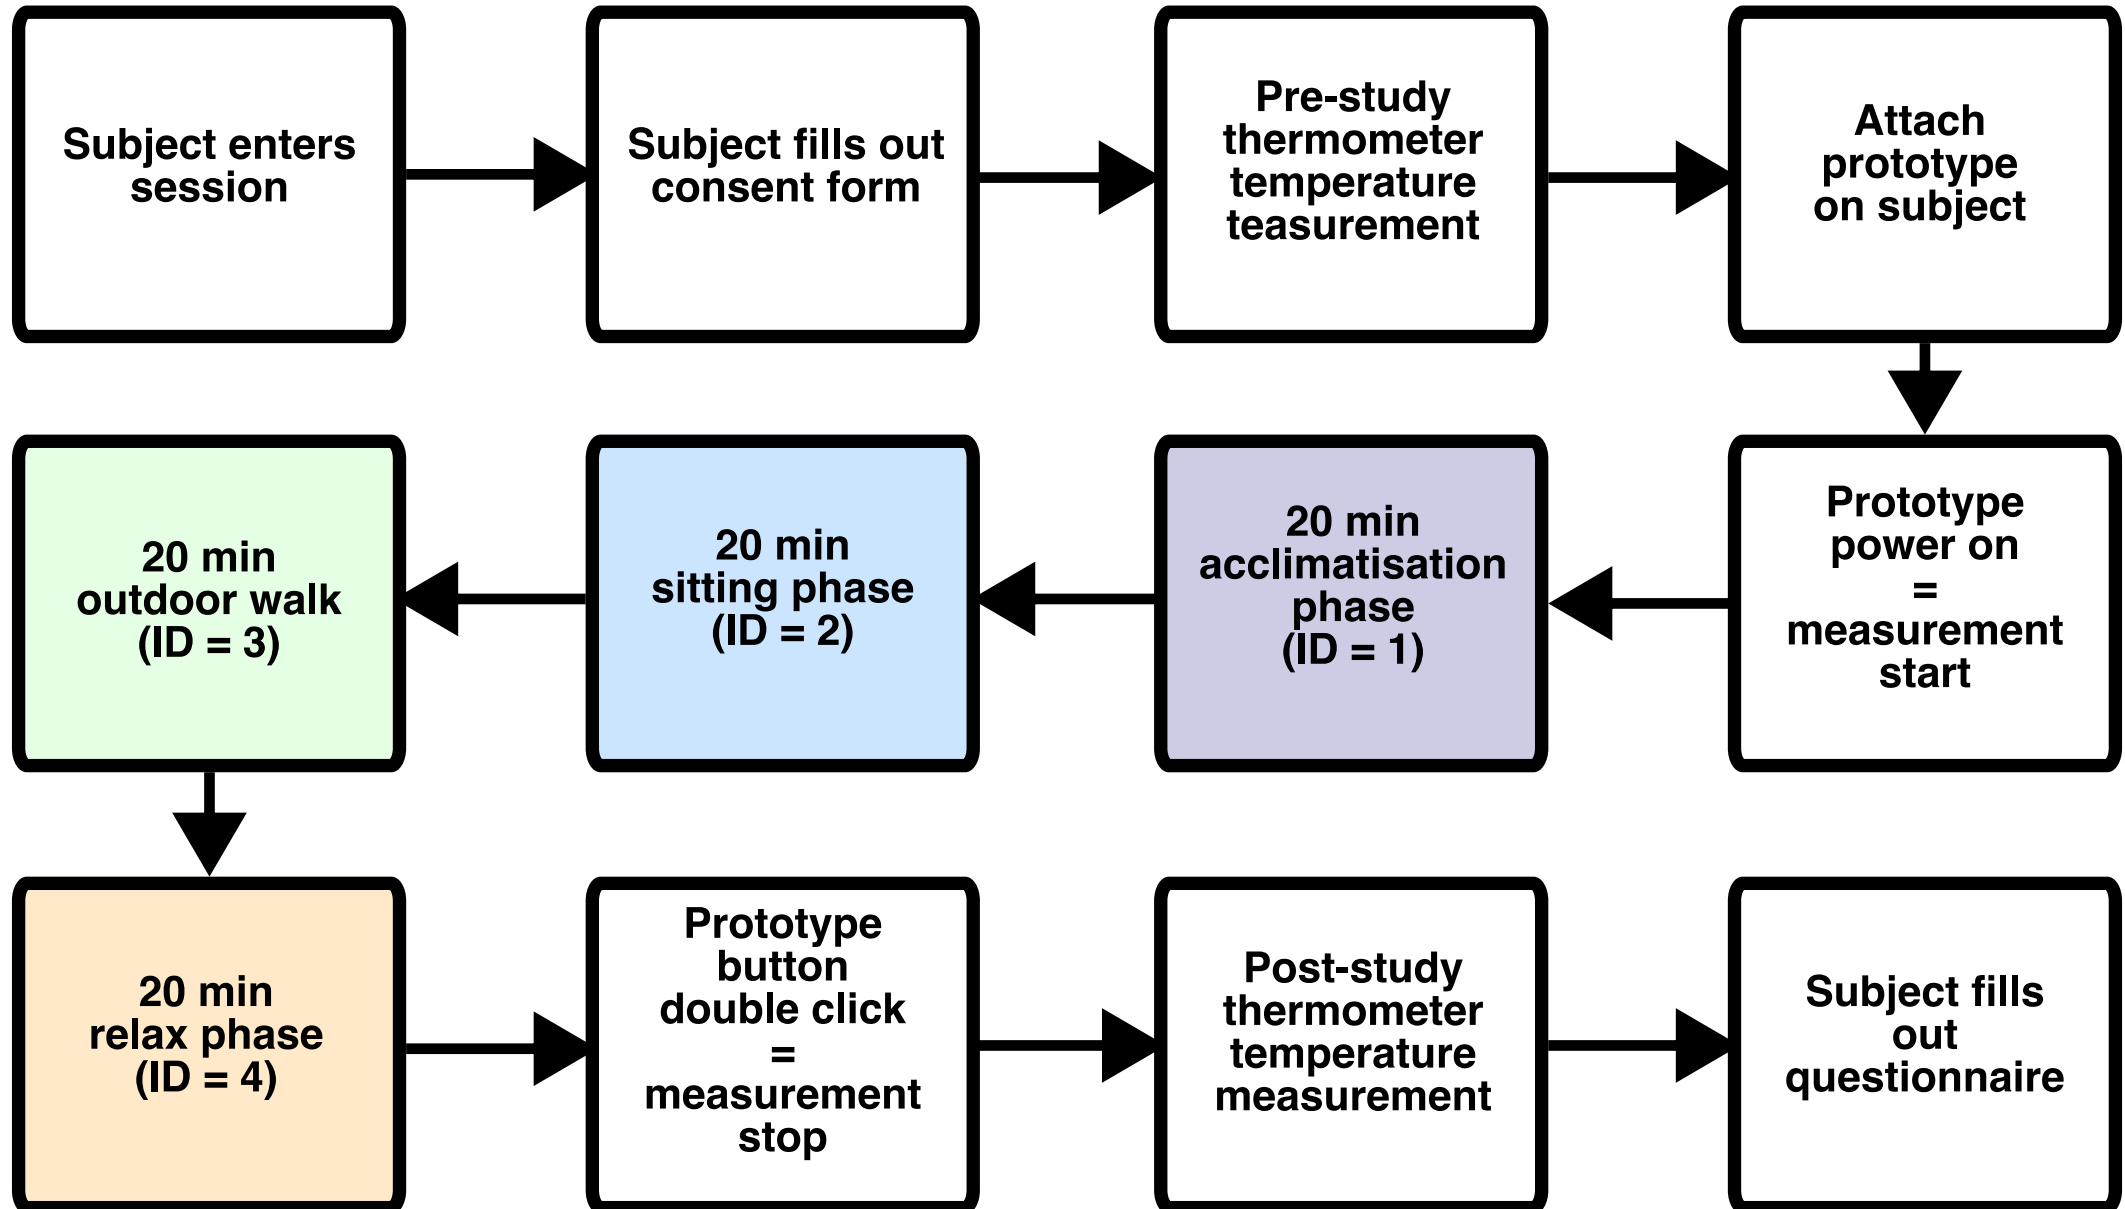 Subject enters
session
Subject fills out
consent form
Pre-study
thermometer
temperature
teasurement
Attach
prototype
on subject
Prototype
power on
=
measurement
start
20 min
acclimatisation
phase
(ID = 1)
20 min
sitting phase
(ID = 2)
20 min
outdoor walk
(ID = 3)
20 min
relax phase
(ID = 4)
Prototype
button
double click
=
measurement
stop
Post-study
thermometer
temperature
measurement
Subject fills
out
questionnaire